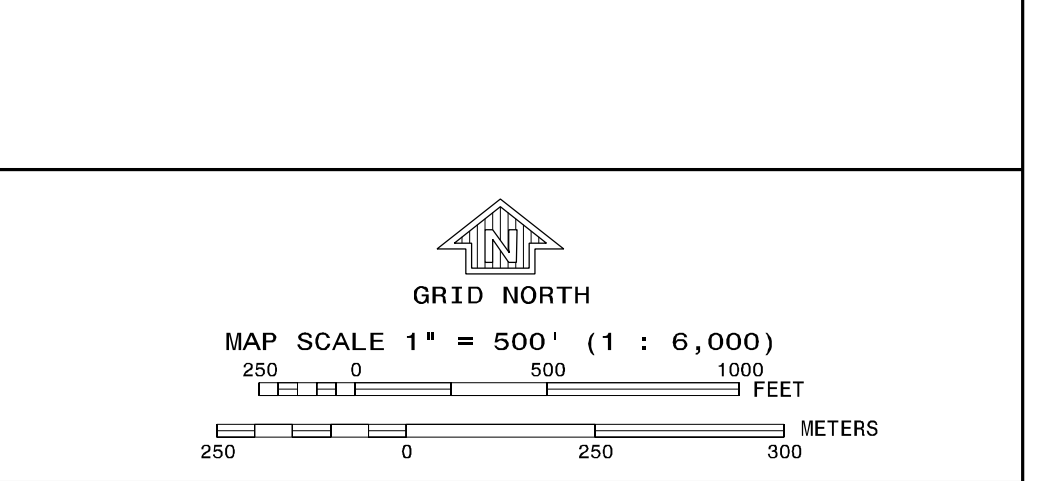 N
GRID NORTH
MAP SCALE 1" = 500' (1 : 6,000)
250 0 500 1000
FEET
METERS
250 0 250 300